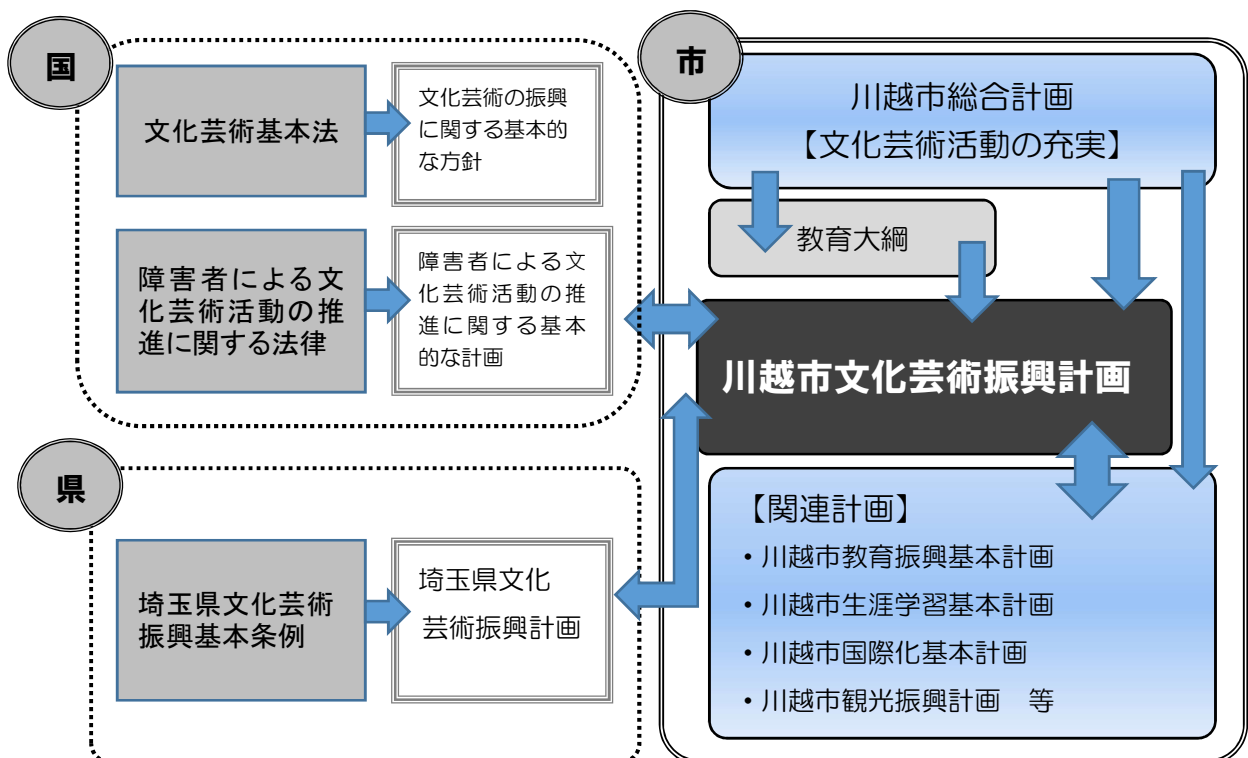 国
文化芸術基本法
文化芸術の振興
に関する基本的
な方針
障害者による文
化芸術活動の推
進に関する法律
障害者による文
化芸術活動の推
進に関する基本
的な計画
県
埼玉県文化芸術
振興基本条例
埼玉県文化
芸術振興計画
市
川越市総合計画
【文化芸術活動の充実】
教育大綱
川越市文化芸術振興計画
【関連計画】
・川越市教育振興基本計画
・川越市生涯学習基本計画
・川越市国際化基本計画
・川越市観光振興計画　等